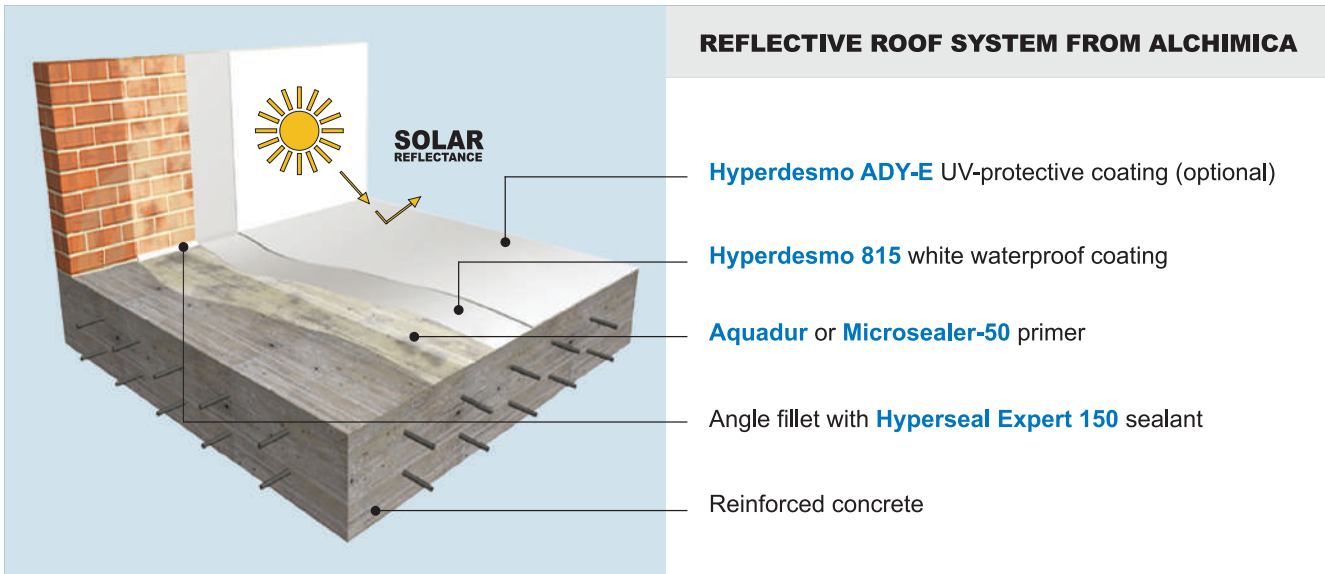 REFLECTIVE ROOF SYSTEM FROM ALCHIMICA
SOLAR
REFLECTANCE
Hyperdesmo ADY-E UV-protective coating (optional)
Hyperdesmo 815 white waterproof coating
Aquadur or Microsealer-50 primer
Angle fillet with Hyperseal Expert 150 sealant
Reinforced concrete